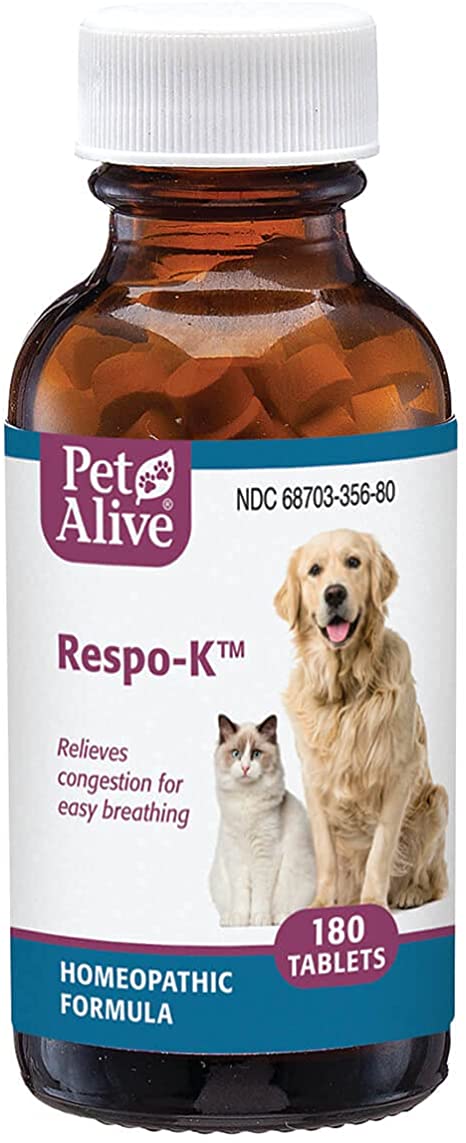 Pet
Alive®
NDC 68703-356-80
Respo-K™
Relieves
congestion for
easy breathing
180
TABLETS
HOMEOPATHIC
FORMULA